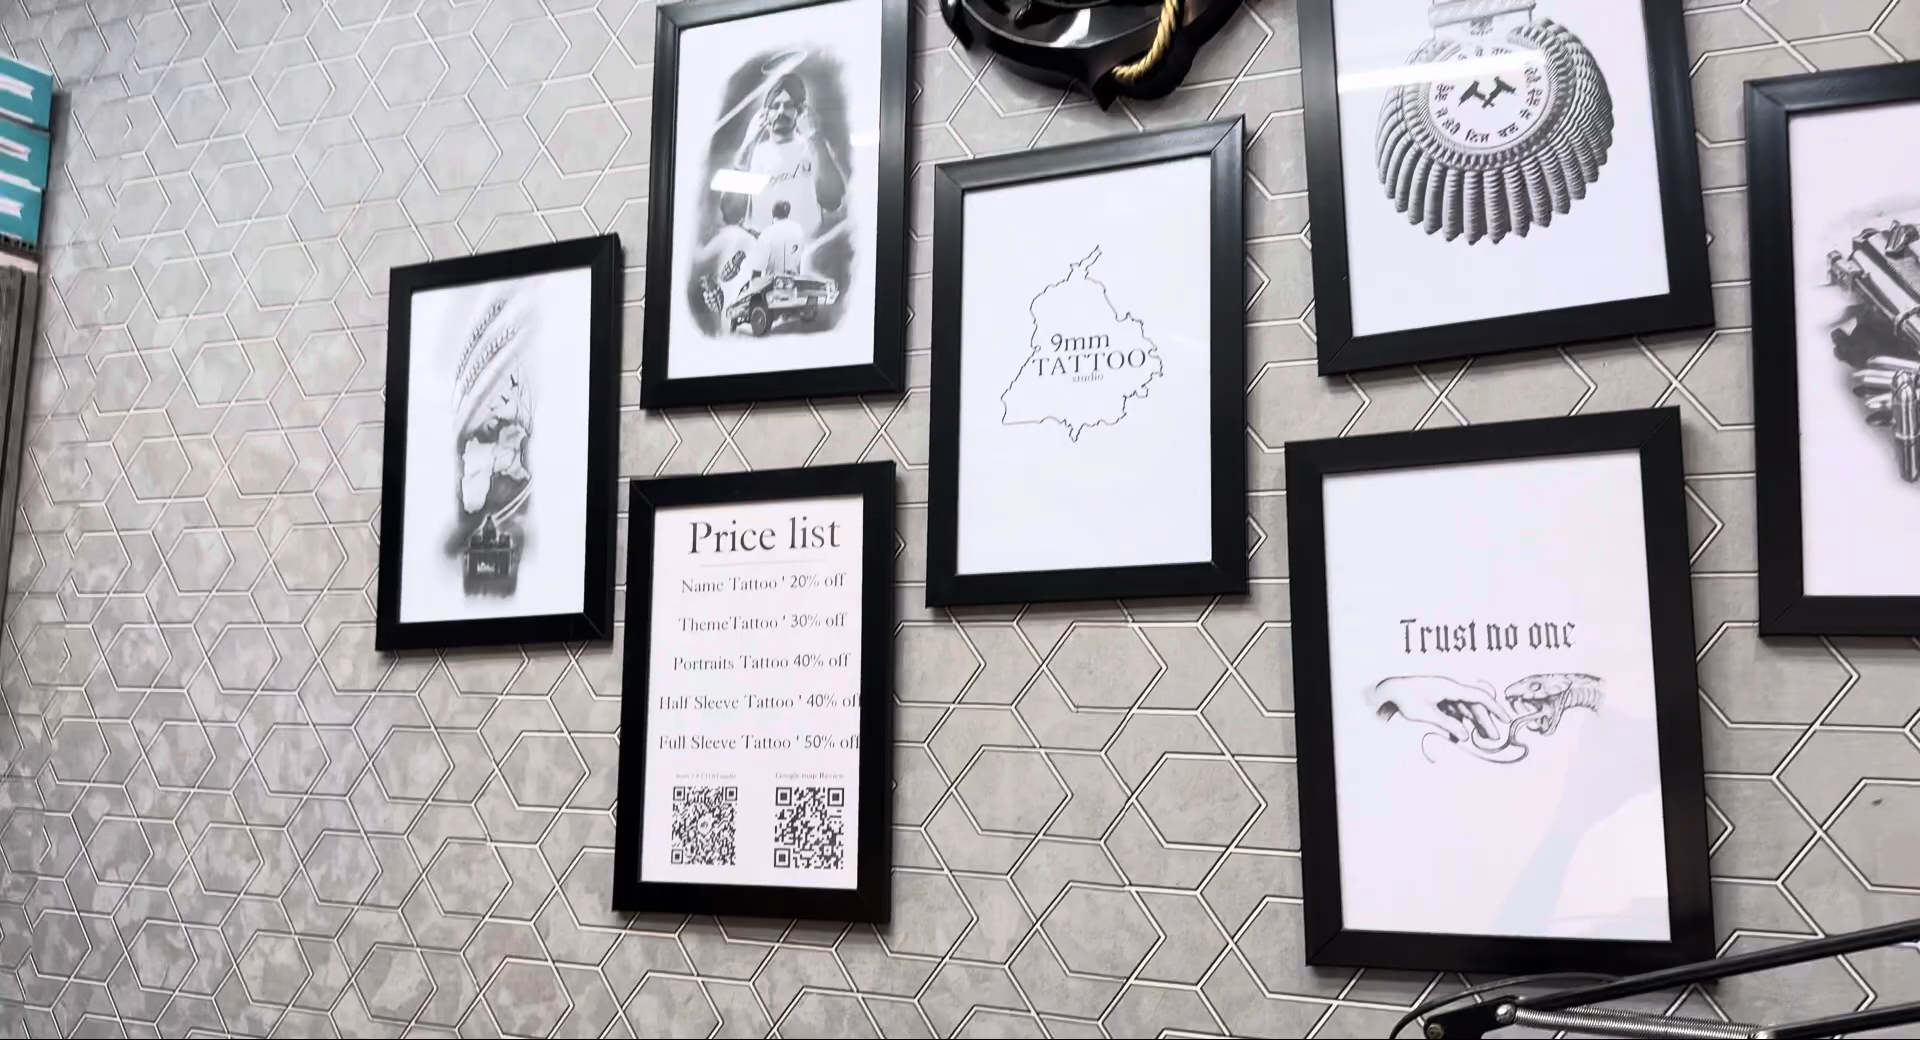 9mm
TATTOO
studio
Price list
Name Tattoo ' 20% off
ThemeTattoo ' 30% off
Portraits Tattoo 40% off
Half Sleeve Tattoo ' 40% off
Full Sleeve Tattoo ' 50% off
Google map Review
Trust no one